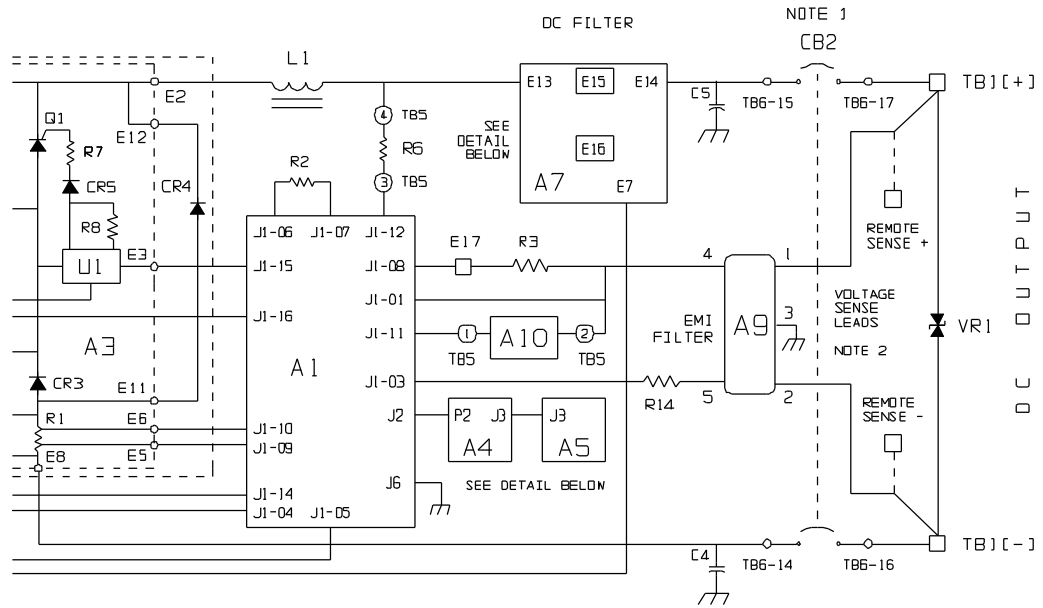 NOTE 1
DC FILTER
CB2
L1
E2
E13
E15
E14
TB1[+]
C5
TB6-15
TB6-17
Q1
E12
4
TB5
SEE
DETAIL
BELOW
R7
R6
E16
CR5
CR4
R2
3
TB5
A7
E7
R8
REMOTE
SENSE +
J1-06
J1-07
J1-12
E3
E17
R3
4
1
U1
J1-15
J1-08
J1-01
VOLTAGE
SENSE
LEADS
J1-16
3
EMI
FILTER
A9
J1-11
1
A10
2
VR1
A3
TB5
TB5
NOTE 2
A1
CR3
E11
J1-03
R14
5
2
REMOTE
SENSE -
R1
E6
J2
P2
J3
J3
J1-10
A4
A5
E5
J1-09
E8
J6
SEE DETAIL BELOW
J1-14
J1-04
J1-05
C4
TB1[-]
TB6-14
TB6-16
DC OUTPUT